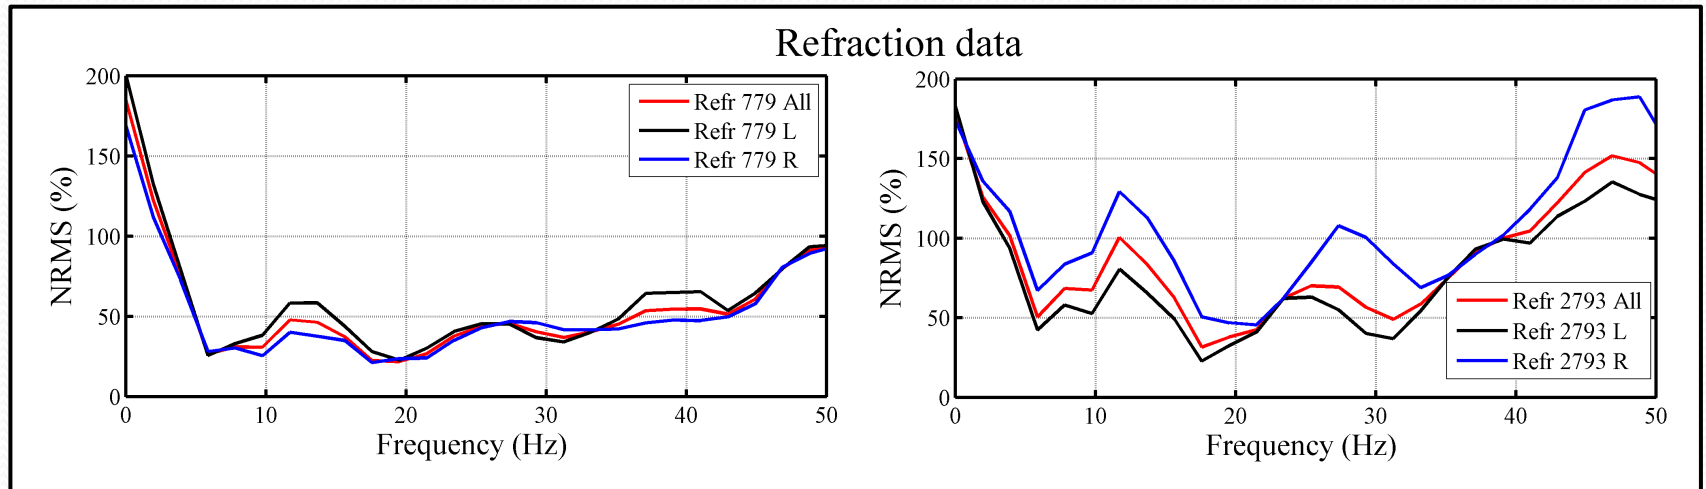 Refraction data
200
150
100
50
0
NRMS (%)
0 10 20 30 40 50
Frequency (Hz)
Refr 779 All
Refr 779 L
Refr 779 R
200
150
100
50
0
NRMS (%)
0 10 20 30 40 50
Frequency (Hz)
Refr 2793 All
Refr 2793 L
Refr 2793 R